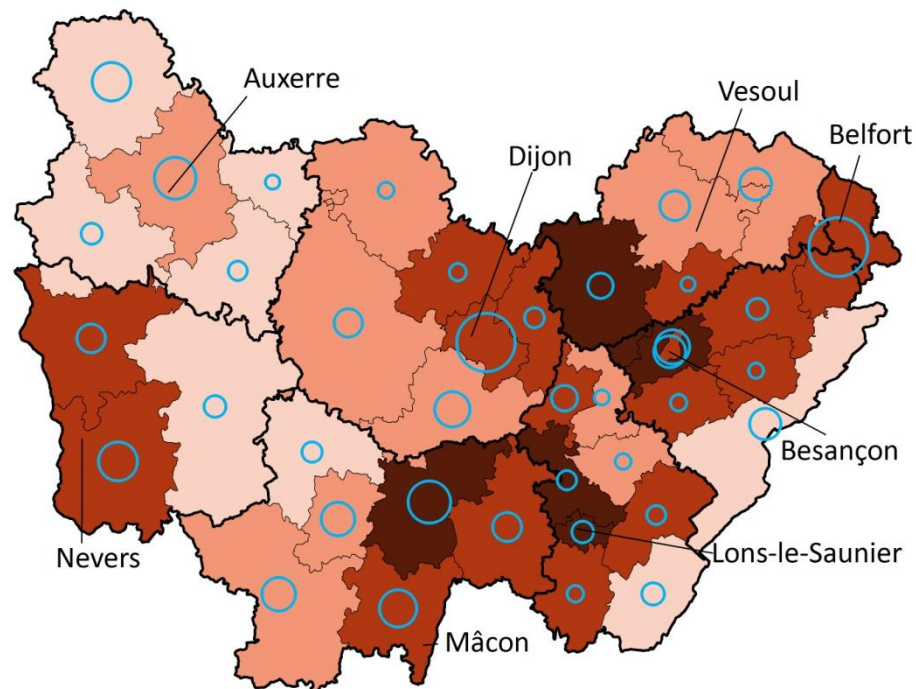 Auxerre
Vesoul
Belfort
Dijon
Besançon
Nevers
Lons-le-Saunier
Mâcon